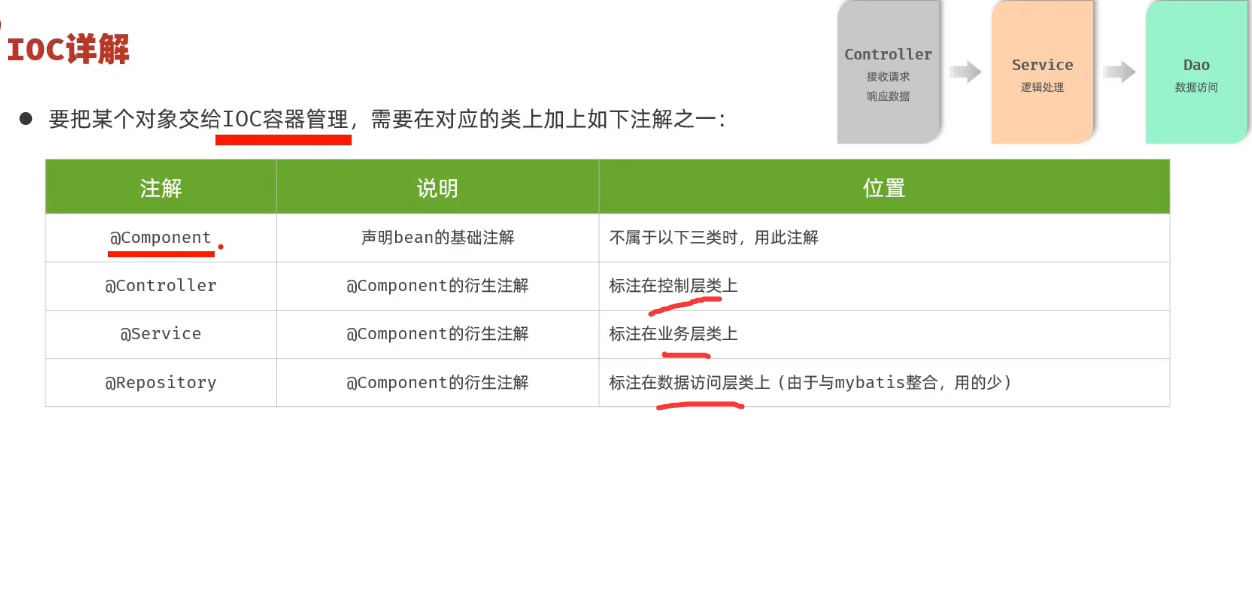 IOC详解
Controller
接收请求
响应数据
Service
逻辑处理
Dao
数据访问
要把某个对象交给IOC容器管理，需要在对应的类上加上如下注解之一：
注解 说明 位置
@Component 声明bean的基础注解 不属于以下三类时，用此注解
@Controller @Component的衍生注解 标注在控制层类上
@Service @Component的衍生注解 标注在业务层类上
@Repository @Component的衍生注解 标注在数据访问层类上（由于与mybatis整合，用的少）